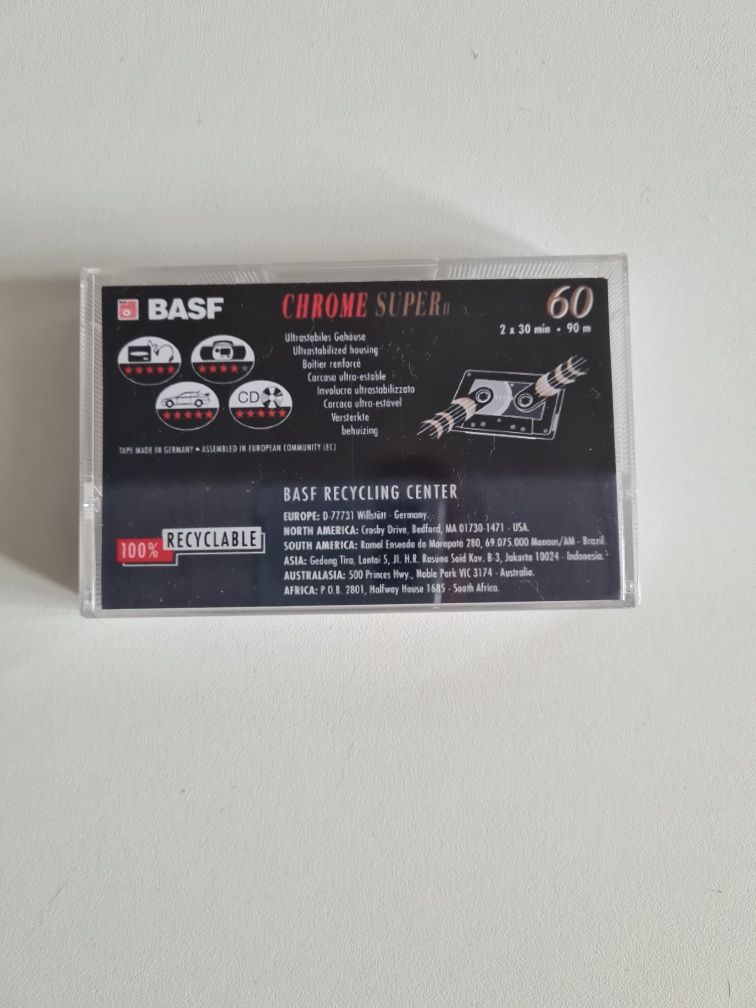 BASF
CHROME SUPER II
60
2 x 30 min • 90 m
Ultrastabiles Gehäuse
Ultrastabilized housing
Boîtier renforcé
Carcasa ultra-estable
Involucro ultrastabilizzato
Carcaça ultra-estável
Versterkte
behuizing
CD
TAPE MADE IN GERMANY • ASSEMBLED IN EUROPEAN COMMUNITY (EC)
BASF RECYCLING CENTER
EUROPE: D-77731 Willstätt - Germany.
NORTH AMERICA: Crosby Drive, Bedford, MA 01730-1471 - USA.
SOUTH AMERICA: Ramal Enseada do Marapatá 280, 69.075.000 Manaus/AM - Brazil.
ASIA: Gedung Tira, Lantai 5, Jl. H.R. Rasuna Said Kav. B-3, Jakarta 10024 - Indonesia.
AUSTRALASIA: 500 Princes Hwy., Noble Park VIC 3174 - Australia.
AFRICA: P.O.B. 2801, Halfway House 1685 - South Africa.
100% RECYCLABLE